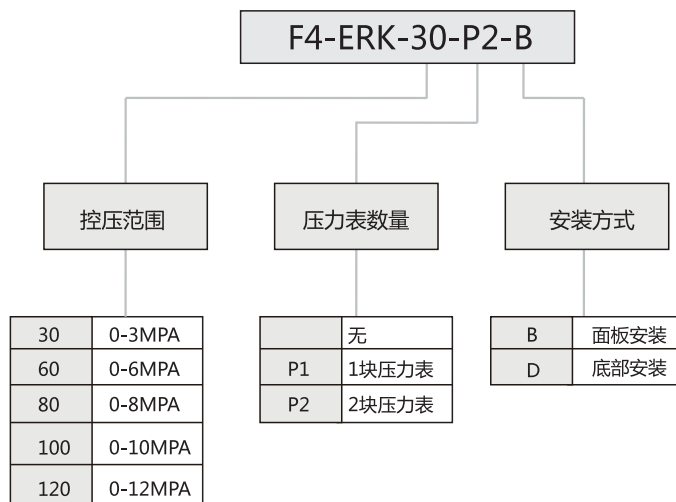 F4-ERK-30-P2-B
控压范围
压力表数量
安装方式
30 0-3MPA
60 0-6MPA
80 0-8MPA
100 0-10MPA
120 0-12MPA
无
P1 1块压力表
P2 2块压力表
B 面板安装
D 底部安装